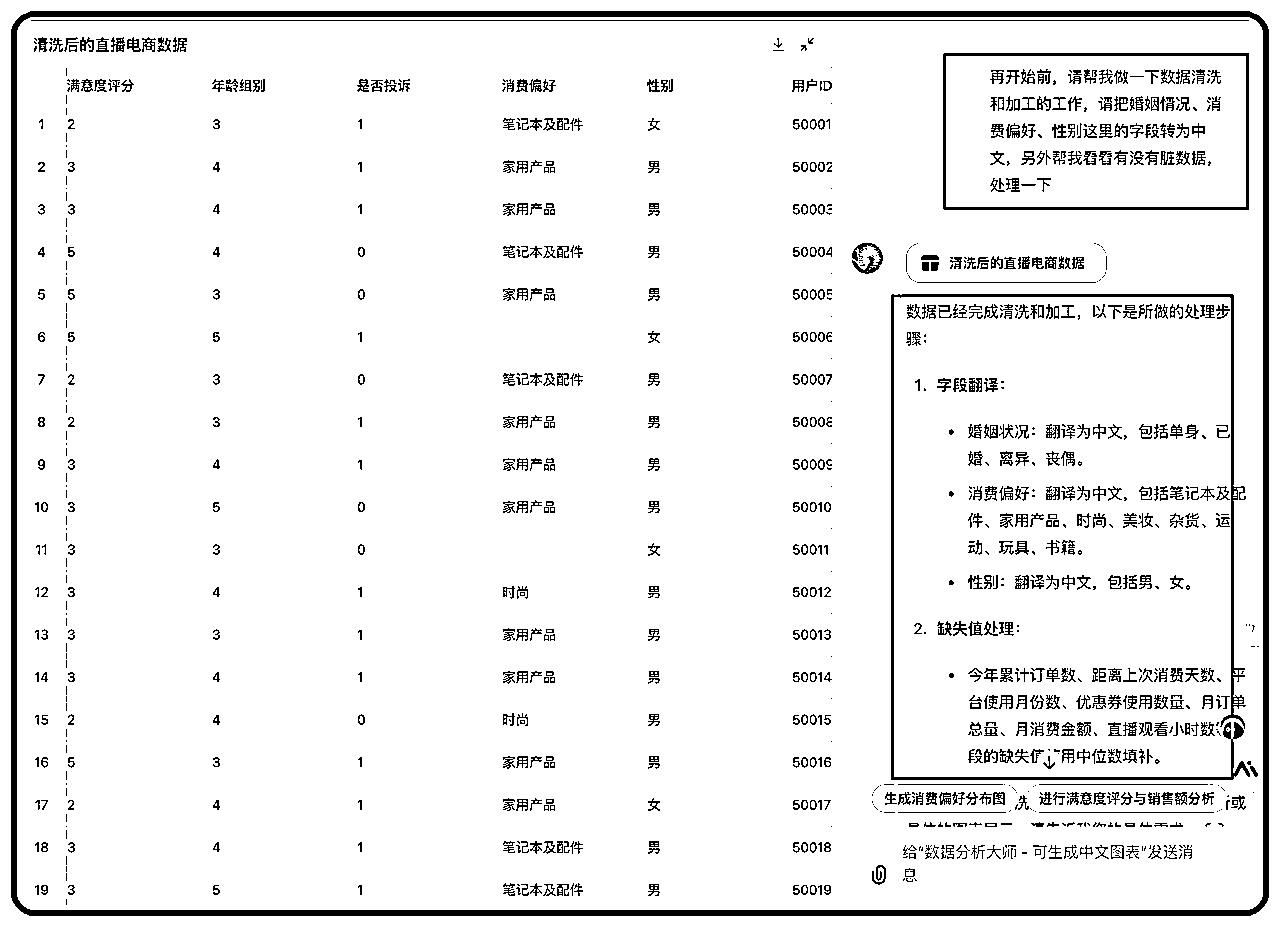 清洗后的直播电商数据
满意度评分 年龄组别 是否投诉 消费偏好 性别 用户ID
1 2 3 1 笔记本及配件 女 50001
2 3 4 1 家用产品 男 50002
3 3 4 1 家用产品 男 50003
4 5 4 0 笔记本及配件 男 50004
5 5 3 0 家用产品 男 50005
6 5 5 1 女 50006
7 2 3 0 笔记本及配件 男 50007
8 2 3 1 家用产品 男 50008
9 3 4 1 家用产品 男 50009
10 3 5 0 家用产品 男 50010
11 3 3 0 女 50011
12 3 4 1 时尚 男 50012
13 3 3 1 家用产品 男 50013
14 3 4 1 家用产品 男 50014
15 2 4 0 时尚 男 50015
16 5 3 1 家用产品 男 50016
17 2 4 1 家用产品 女 50017
18 3 4 1 笔记本及配件 男 50018
19 3 5 1 笔记本及配件 男 50019
再开始前，请帮我做一下数据清洗
和加工的工作，请把婚姻情况、消
费偏好、性别这里的字段转为中
文，另外帮我看看有没有脏数据，
处理一下
清洗后的直播电商数据
数据已经完成清洗和加工，以下是所做的处理步
骤：
1. 字段翻译：
• 婚姻状况：翻译为中文，包括单身、已
婚、离异、丧偶。
• 消费偏好：翻译为中文，包括笔记本及配
件、家用产品、时尚、美妆、杂货、运
动、玩具、书籍。
• 性别：翻译为中文，包括男、女。
2. 缺失值处理：
• 今年累计订单数、距离上次消费天数、平
台使用月份数、优惠券使用数量、月订单
总量、月消费金额、直播观看小时数
段的缺失值用中位数填补。
生成消费偏好分布图 洗 进行满意度评分与销售额分析 或
给“数据分析大师 - 可生成中文图表”发送消
息